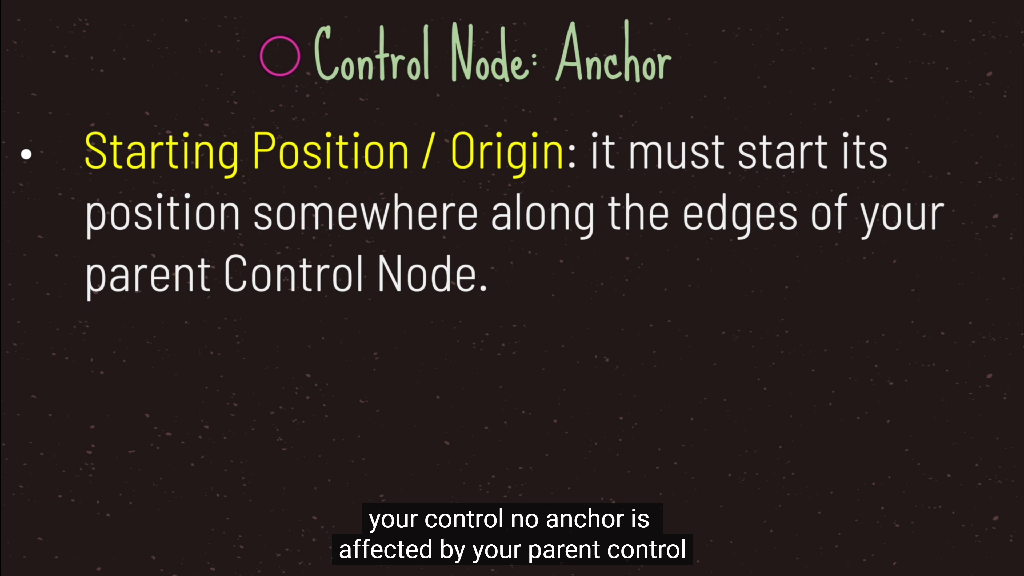 Control Node: Anchor
• Starting Position / Origin: it must start its
position somewhere along the edges of your
parent Control Node.
your control no anchor is
affected by your parent control